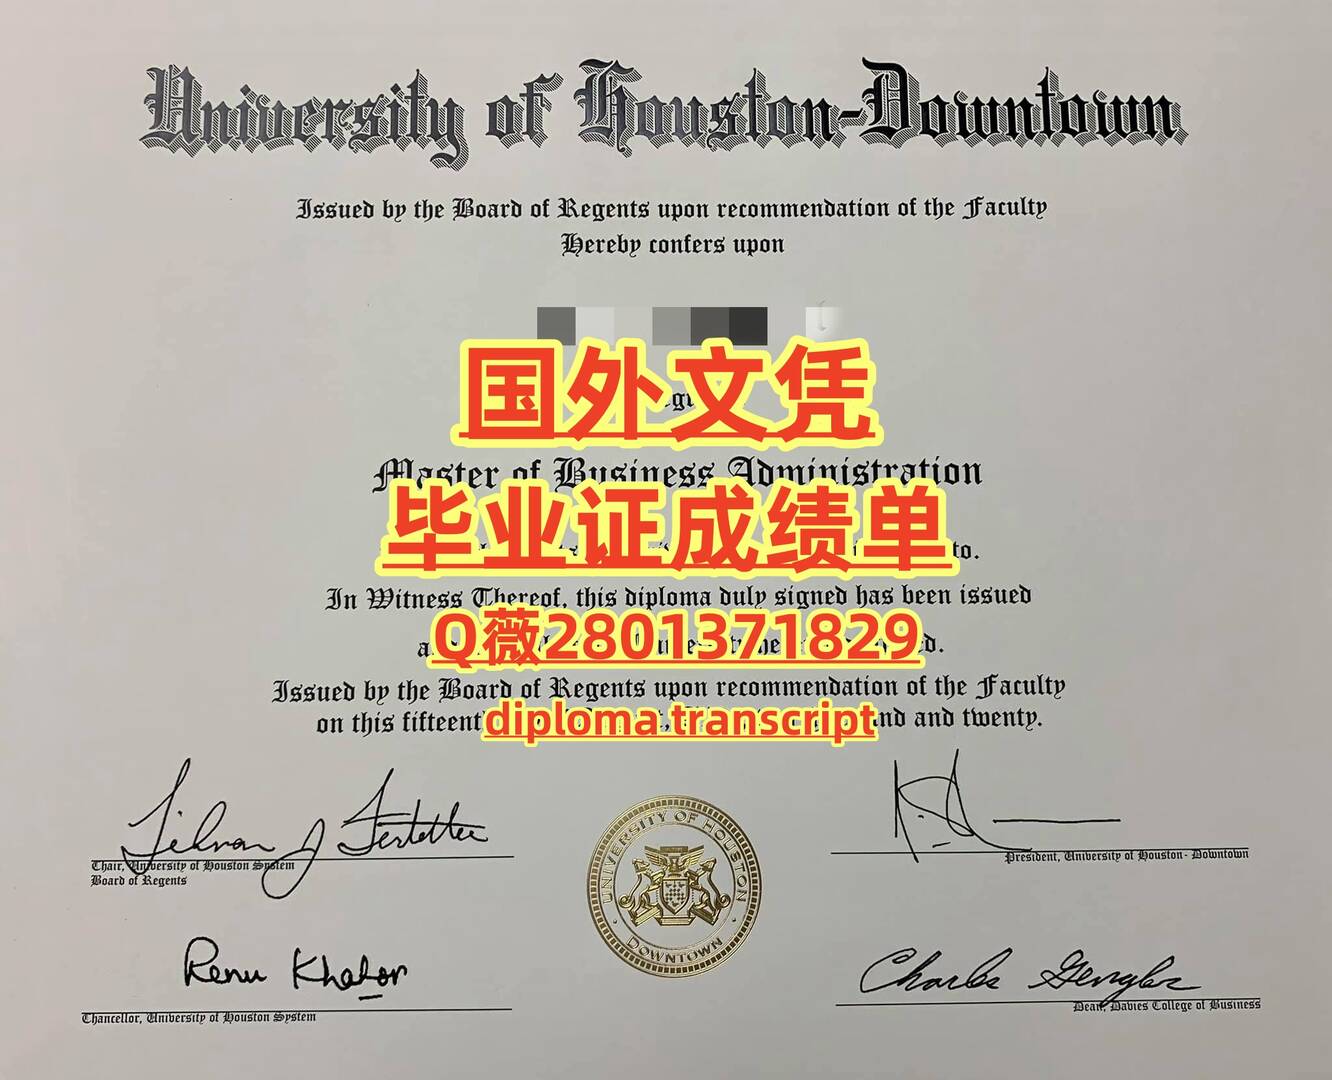 University of Houston-Downtown
Issued by the Board of Regents upon recommendation of the Faculty
Hereby confers upon
国外文凭
Master of Business Administration
毕业证成绩单
to.
In Witness Thereof, this diploma duly signed has been issued
Q薇2801371829
Issued by the Board of Regents upon recommendation of the Faculty
on this fifteent nd and twenty.
diploma transcript
Chair, University of Houston System
Board of Regents
President, University of Houston- Downtown
UNIVERSITY OF HOUSTON
DOWNTOWN
Renu Khator
Charles Gengler
Chancellor, University of Houston System
Dean, Davies College of Business